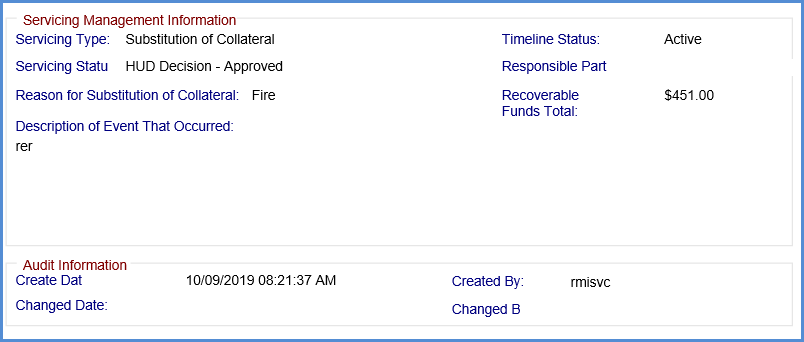 Servicing Management Information
Servicing Type: Substitution of Collateral Timeline Status: Active
Servicing Statu HUD Decision - Approved Responsible Part
Reason for Substitution of Collateral: Fire Recoverable Funds Total: $451.00
Description of Event That Occurred:
rer
Audit Information
Create Dat 10/09/2019 08:21:37 AM Created By: rmisvc
Changed Date: Changed B